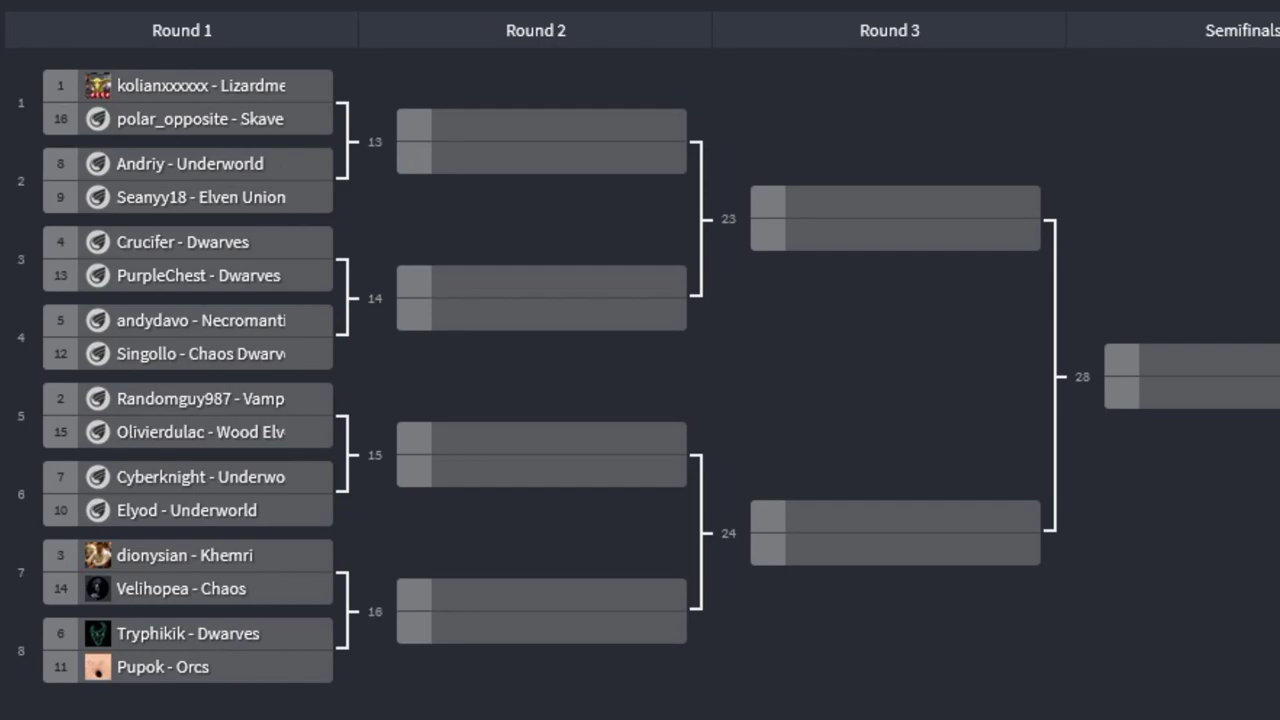 Round 1
Round 2
Round 3
Semifinals
1
1
kolianxxxxxx - Lizardme
16
polar_opposite - Skave
2
8
Andriy - Underworld
9
Seanyy18 - Elven Union
3
4
Crucifer - Dwarves
13
PurpleChest - Dwarves
4
5
andydavo - Necromanti
12
Singollo - Chaos Dwarv
5
2
Randomguy987 - Vamp
15
Olivierdulac - Wood Elv
6
7
Cyberknight - Underwo
10
Elyod - Underworld
7
3
dionysian - Khemri
14
Velihopea - Chaos
8
6
Tryphikik - Dwarves
11
Pupok - Orcs
13
14
15
16
23
24
28